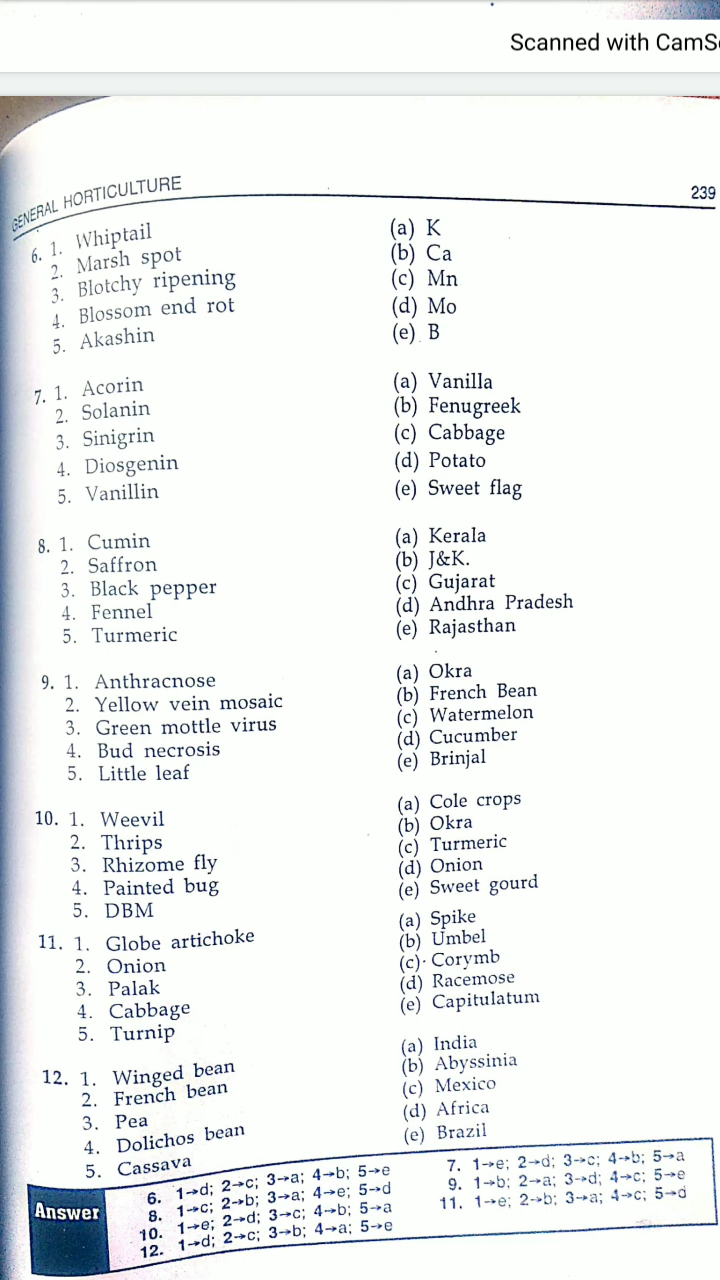 Scanned with CamS
GENERAL HORTICULTURE 239
6. 1. Whiptail (a) K
2. Marsh spot (b) Ca
3. Blotchy ripening (c) Mn
4. Blossom end rot (d) Mo
5. Akashin (e) B
7. 1. Acorin (a) Vanilla
2. Solanin (b) Fenugreek
3. Sinigrin (c) Cabbage
4. Diosgenin (d) Potato
5. Vanillin (e) Sweet flag
8. 1. Cumin (a) Kerala
2. Saffron (b) J&K.
3. Black pepper (c) Gujarat
4. Fennel (d) Andhra Pradesh
5. Turmeric (e) Rajasthan
9. 1. Anthracnose (a) Okra
2. Yellow vein mosaic (b) French Bean
3. Green mottle virus (c) Watermelon
4. Bud necrosis (d) Cucumber
5. Little leaf (e) Brinjal
10. 1. Weevil (a) Cole crops
2. Thrips (b) Okra
3. Rhizome fly (c) Turmeric
4. Painted bug (d) Onion
5. DBM (e) Sweet gourd
11. 1. Globe artichoke (a) Spike
2. Onion (b) Umbel
3. Palak (c) Corymb
4. Cabbage (d) Racemose
5. Turnip (e) Capitulatum
12. 1. Winged bean (a) India
2. French bean (b) Abyssinia
3. Pea (c) Mexico
4. Dolichos bean (d) Africa
5. Cassava (e) Brazil
Answer
6. 1→d; 2→c; 3→a; 4→b; 5→e 7. 1→e; 2→d; 3→c; 4→b; 5→a
8. 1→c; 2→b; 3→a; 4→e; 5→d 9. 1→b; 2→a; 3→d; 4→c; 5→e
10. 1→e; 2→d; 3→c; 4→b; 5→a 11. 1→e; 2→b; 3→a; 4→c; 5→d
12. 1→d; 2→c; 3→b; 4→a; 5→e